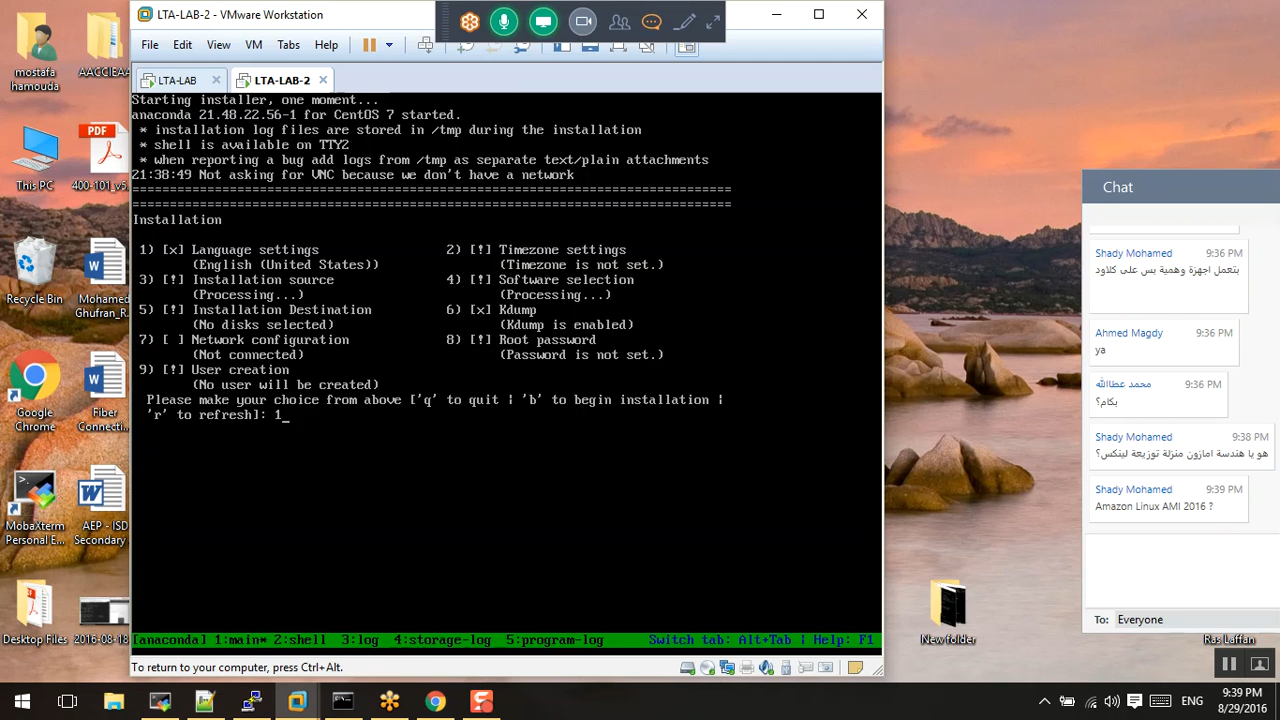 LTA-LAB-2 - VMware Workstation
File Edit View VM Tabs Help
LTA-LAB
LTA-LAB-2
Starting installer, one moment...
anaconda 21.48.22.56-1 for CentOS 7 started.
* installation log files are stored in /tmp during the installation
* shell is available on TTY2
* when reporting a bug add logs from /tmp as separate text/plain attachments
21:38:49 Not asking for VNC because we don't have a network
================================================================================
================================================================================
Installation
1) [x] Language settings 2) [!] Timezone settings
(English (United States)) (Timezone is not set.)
3) [!] Installation source 4) [!] Software selection
(Processing...) (Processing...)
5) [!] Installation Destination 6) [x] Kdump
(No disks selected) (Kdump is enabled)
7) [ ] Network configuration 8) [!] Root password
(Not connected) (Password is not set.)
9) [!] User creation
(No user will be created)
Please make your choice from above ['q' to quit | 'b' to begin installation |
'r' to refresh]: 1_
[anaconda] 1:main* 2:shell 3:log 4:storage-log 5:program-log Switch tab: Alt+Tab | Help: F1
To return to your computer, press Ctrl+Alt.
mostafa
hamouda
AACCIEAA
This PC
PDF
400-101_v5
Recycle Bin
Mohamed
Ghufran_R
Google
Chrome
Fiber
Competency
MobaXterm
Personal E
AEP - ISD
Secondary
Desktop Files
2016-08-18
Chat
Shady Mohamed 9:36 PM
بتعمل اجهزة وهمية بس على كلاود
Ahmed Magdy 9:36 PM
ya
محمد عطاالله 9:36 PM
بكام؟
Shady Mohamed 9:38 PM
هو يا هندسة امازون منزلة توزيعة لينكس؟
Shady Mohamed 9:39 PM
Amazon Linux AMI 2016 ?
To: Everyone
New folder
Ras Laffan
ENG
9:39 PM
8/29/2016